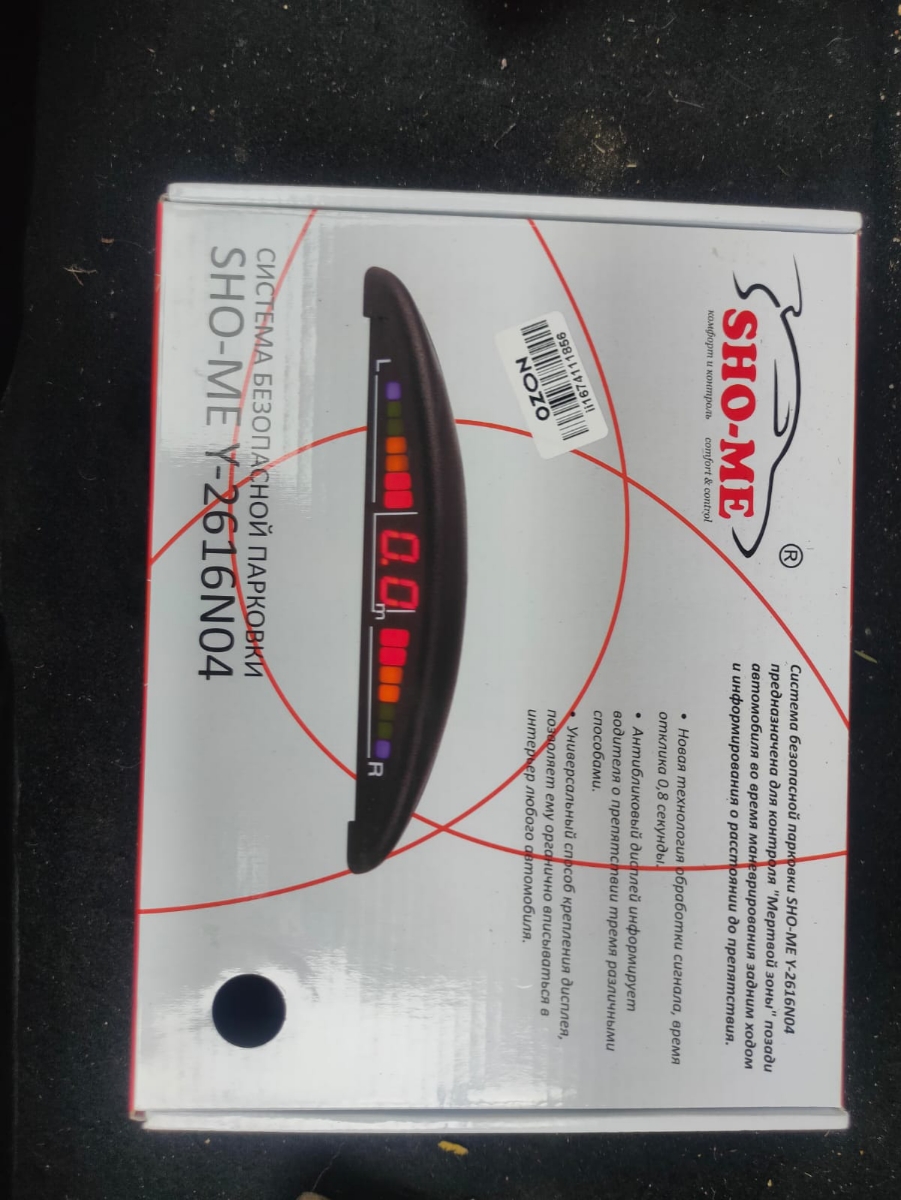 SHO-ME
®
комфорт и контроль comfort & control
Система безопасной парковки SHO-ME Y-2616N04
предназначена для контроля "Мертвой зоны" позади
автомобиля во время маневрирования задним ходом
и информирования о расстоянии до препятствия.
• Новая технология обработки сигнала, время
отклика 0,8 секунды.
• Антибликовый дисплей информирует
водителя о препятствии тремя различными
способами.
• Универсальный способ крепления дисплея,
позволяет ему органично вписываться в
интерьер любого автомобиля.
OZON
ii1674111856
L 0.0 m R
СИСТЕМА БЕЗОПАСНОЙ ПАРКОВКИ
SHO-ME Y-2616N04